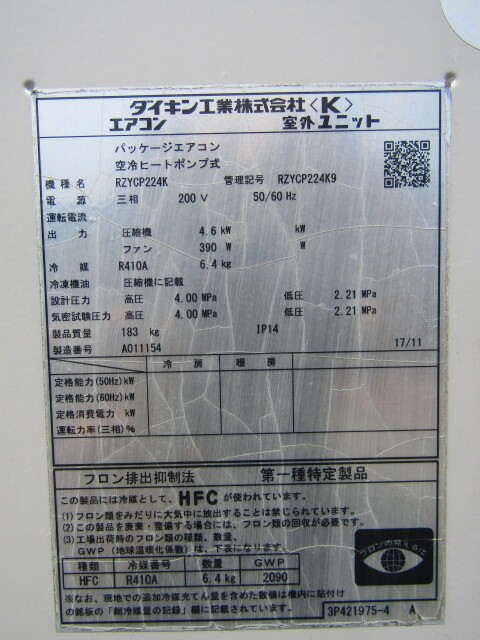 ダイキン工業株式会社〈K〉
エアコン 室外ユニット
パッケージエアコン
空冷ヒートポンプ式
機種名 RZYCP224K 管理記号 RZYCP224K9
電源 三相 200 V 50/60 Hz
運転電流
出力 圧縮機 4.6 kW kW
ファン 390 W W
冷媒 R410A 6.4 kg
冷凍機油 圧縮機に記載
設計圧力 高圧 4.00 MPa 低圧 2.21 MPa
気密試験圧力 高圧 4.00 MPa 低圧 2.21 MPa
製品質量 183 kg IP14
製造番号 A011154 17/11
冷房 暖房
定格能力(50Hz)kW
定格能力(60Hz)kW
定格消費電力 kW
運転力率(三相)%
フロン排出抑制法 第一種特定製品
この製品には冷媒として、HFCが使われています。
(1)フロン類をみだりに大気中に放出することは禁じられています。
(2)この製品を廃棄・整備する場合には、フロン類の回収が必要です。
(3)工場出荷時のフロン類の種類、数量、
GWP(地球温暖化係数)は、下表になります。
種類 冷媒番号 数量 GWP
HFC R410A 6.4kg 2090
フロンの見える化
※なお、現地での追加冷媒充てん量を含めた数値は機内に貼付け
の銘板の「総冷媒量の記録」欄に記載されています。
3P421975-4 A